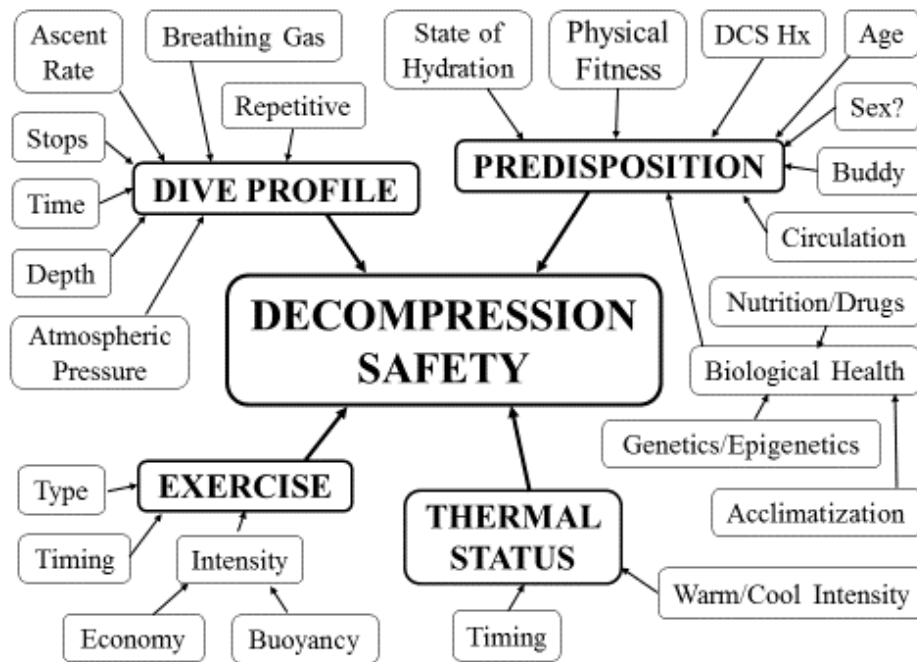 Ascent
Rate
Breathing Gas
State of
Hydration
Physical
Fitness
DCS Hx
Age
Repetitive
Sex?
Stops
DIVE PROFILE
PREDISPOSITION
Buddy
Time
Circulation
Depth
DECOMPRESSION
SAFETY
Nutrition/Drugs
Atmospheric
Pressure
Biological Health
Genetics/Epigenetics
Type
EXERCISE
THERMAL
STATUS
Acclimatization
Timing
Intensity
Warm/Cool Intensity
Economy
Buoyancy
Timing